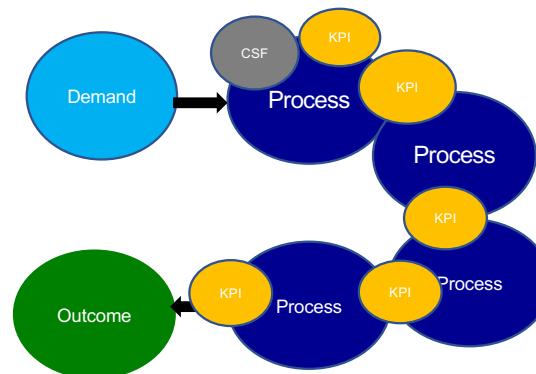 KPI
CSF
KPI
Demand
Process
Process
KPI
KPI
KPI
Process
Process
Outcome